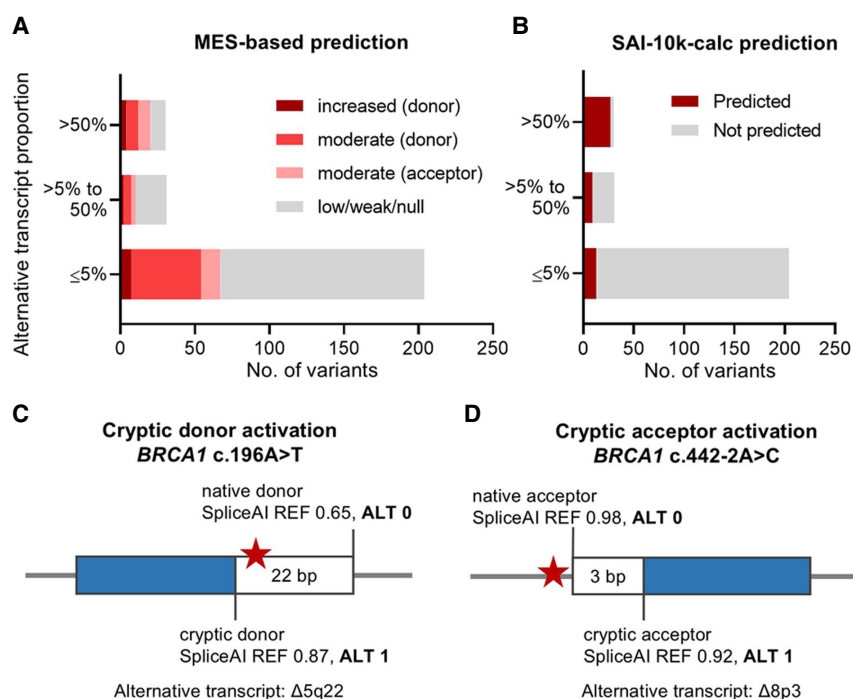 A
MES-based prediction
Alternative transcript proportion
>50%
>5% to
50%
≤5%
increased (donor)
moderate (donor)
moderate (acceptor)
low/weak/null
0
50
100
150
200
250
No. of variants
B
SAI-10k-calc prediction
>50%
>5% to
50%
≤5%
Predicted
Not predicted
0
50
100
150
200
250
No. of variants
C
Cryptic donor activation
BRCA1 c.196A>T
native donor
SpliceAI REF 0.65, ALT 0
22 bp
cryptic donor
SpliceAI REF 0.87, ALT 1
Alternative transcript: Δ5q22
D
Cryptic acceptor activation
BRCA1 c.442-2A>C
native acceptor
SpliceAI REF 0.98, ALT 0
3 bp
cryptic acceptor
SpliceAI REF 0.92, ALT 1
Alternative transcript: Δ8p3